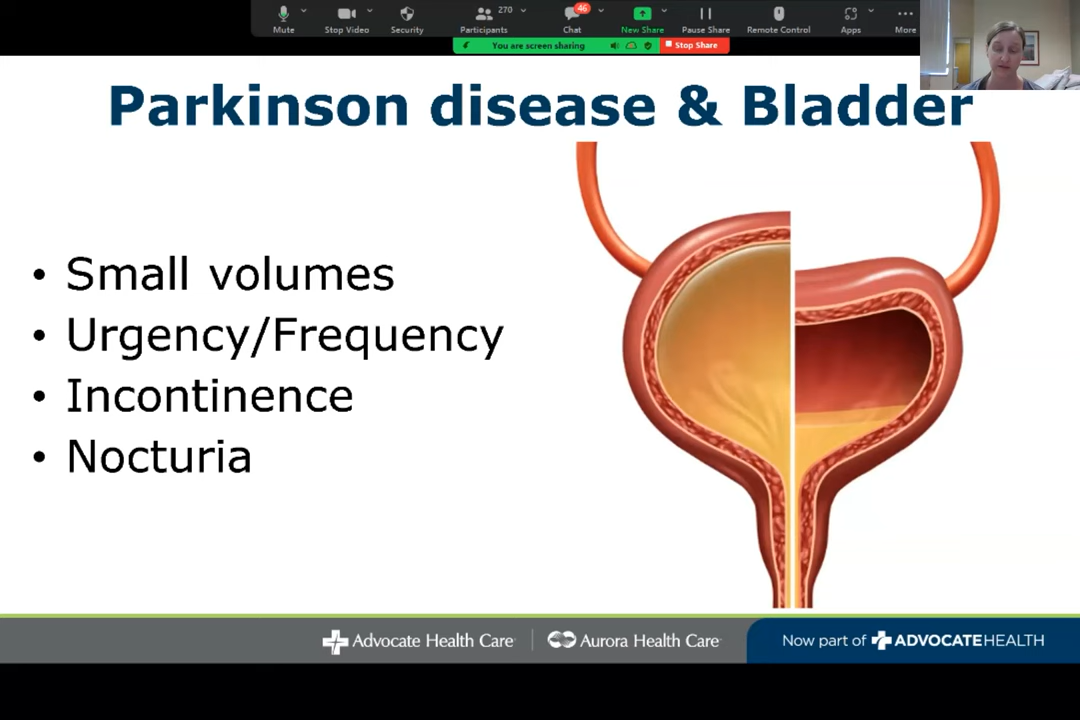 270
46
Mute
Stop Video
Security
Participants
Chat
New Share
Pause Share
Remote Control
Apps
More
You are screen sharing
Stop Share
Parkinson disease & Bladder
• Small volumes
• Urgency/Frequency
• Incontinence
• Nocturia
Advocate Health Care
Aurora Health Care
Now part of ADVOCATEHEALTH